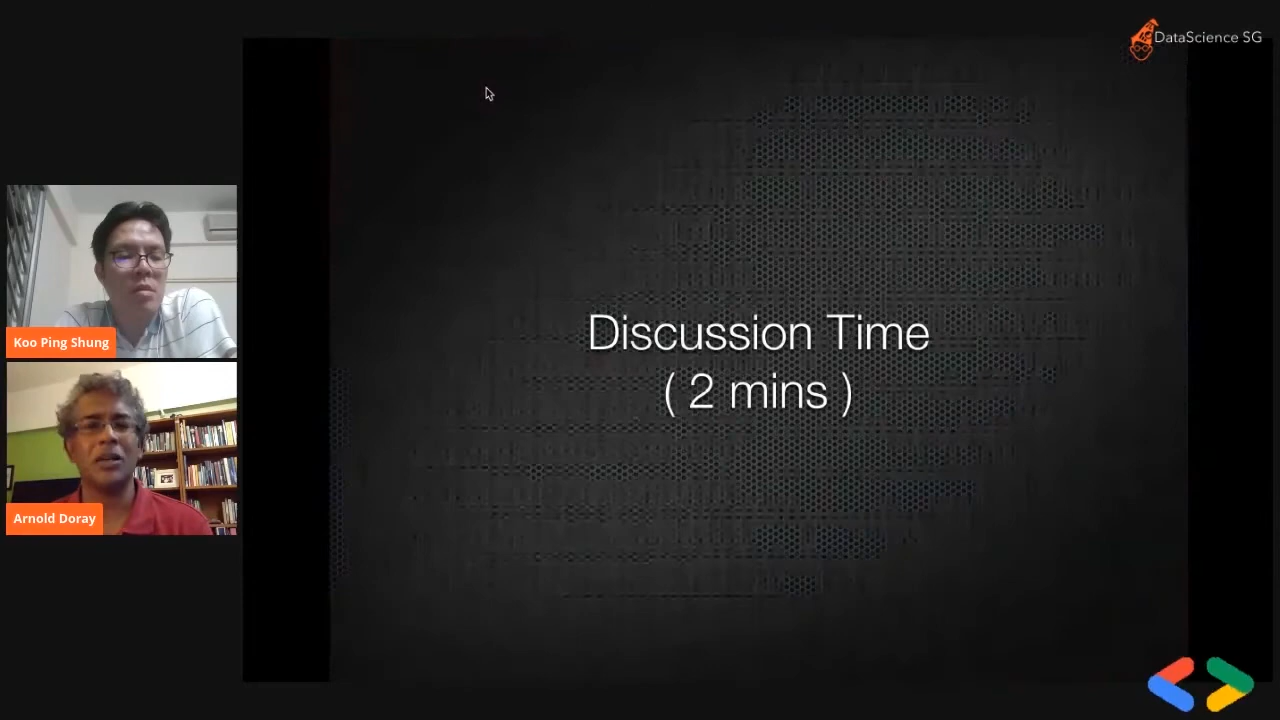 DataScience SG
Discussion Time
( 2 mins )
Koo Ping Shung
Arnold Doray